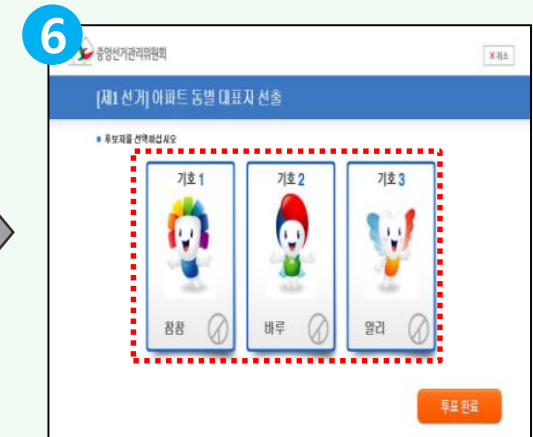 6
중앙선거관리위원회
X 취소
[제1 선거] 아파트 동별 대표자 선출
후보자를 선택하십시오
기호 1
기호 2
기호 3
참참
바루
알리
투표 완료